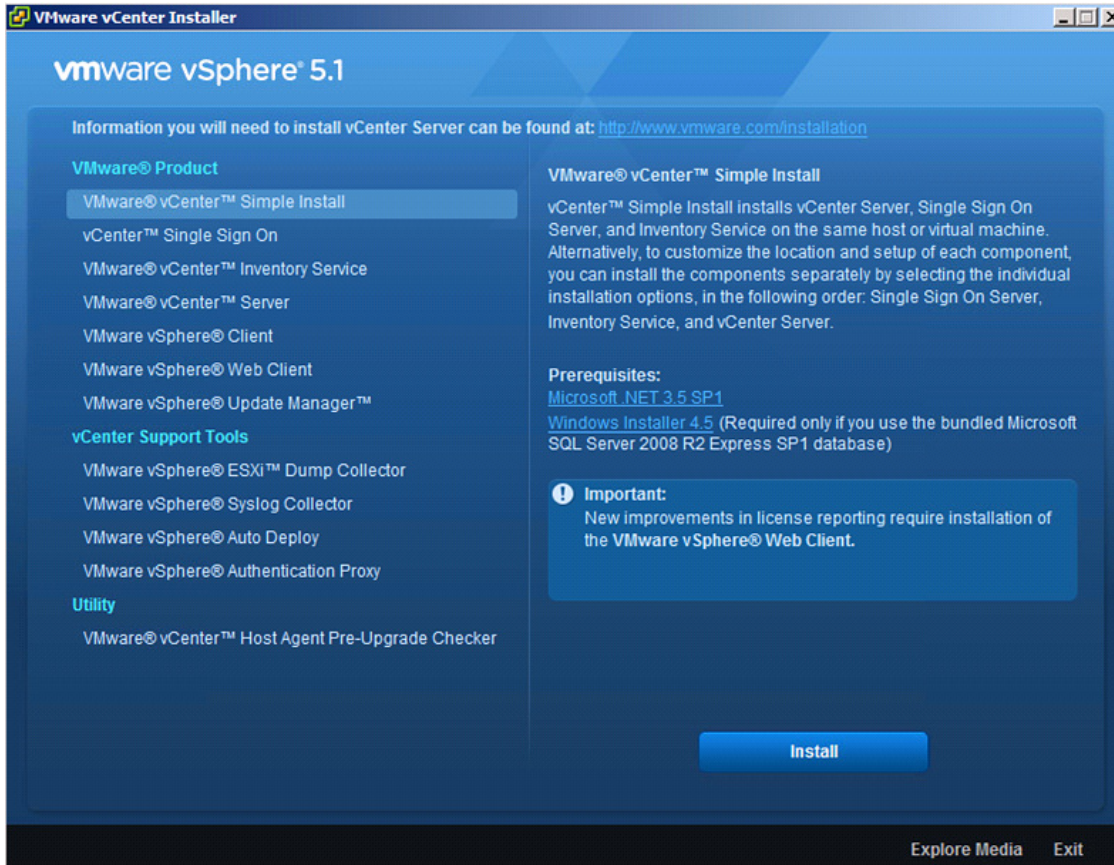 VMware vCenter Installer
vmware vSphere® 5.1
Information you will need to install vCenter Server can be found at: http://www.vmware.com/installation
VMware® Product
VMware® vCenter™ Simple Install
vCenter™ Single Sign On
VMware® vCenter™ Inventory Service
VMware® vCenter™ Server
VMware vSphere® Client
VMware vSphere® Web Client
VMware vSphere® Update Manager™
vCenter Support Tools
VMware vSphere® ESXi™ Dump Collector
VMware vSphere® Syslog Collector
VMware vSphere® Auto Deploy
VMware vSphere® Authentication Proxy
Utility
VMware® vCenter™ Host Agent Pre-Upgrade Checker
VMware® vCenter™ Simple Install
vCenter™ Simple Install installs vCenter Server, Single Sign On
Server, and Inventory Service on the same host or virtual machine.
Alternatively, to customize the location and setup of each component,
you can install the components separately by selecting the individual
installation options, in the following order: Single Sign On Server,
Inventory Service, and vCenter Server.
Prerequisites:
Microsoft .NET 3.5 SP1
Windows Installer 4.5 (Required only if you use the bundled Microsoft
SQL Server 2008 R2 Express SP1 database)
Important:
New improvements in license reporting require installation of
the VMware vSphere® Web Client.
Install
Explore Media Exit